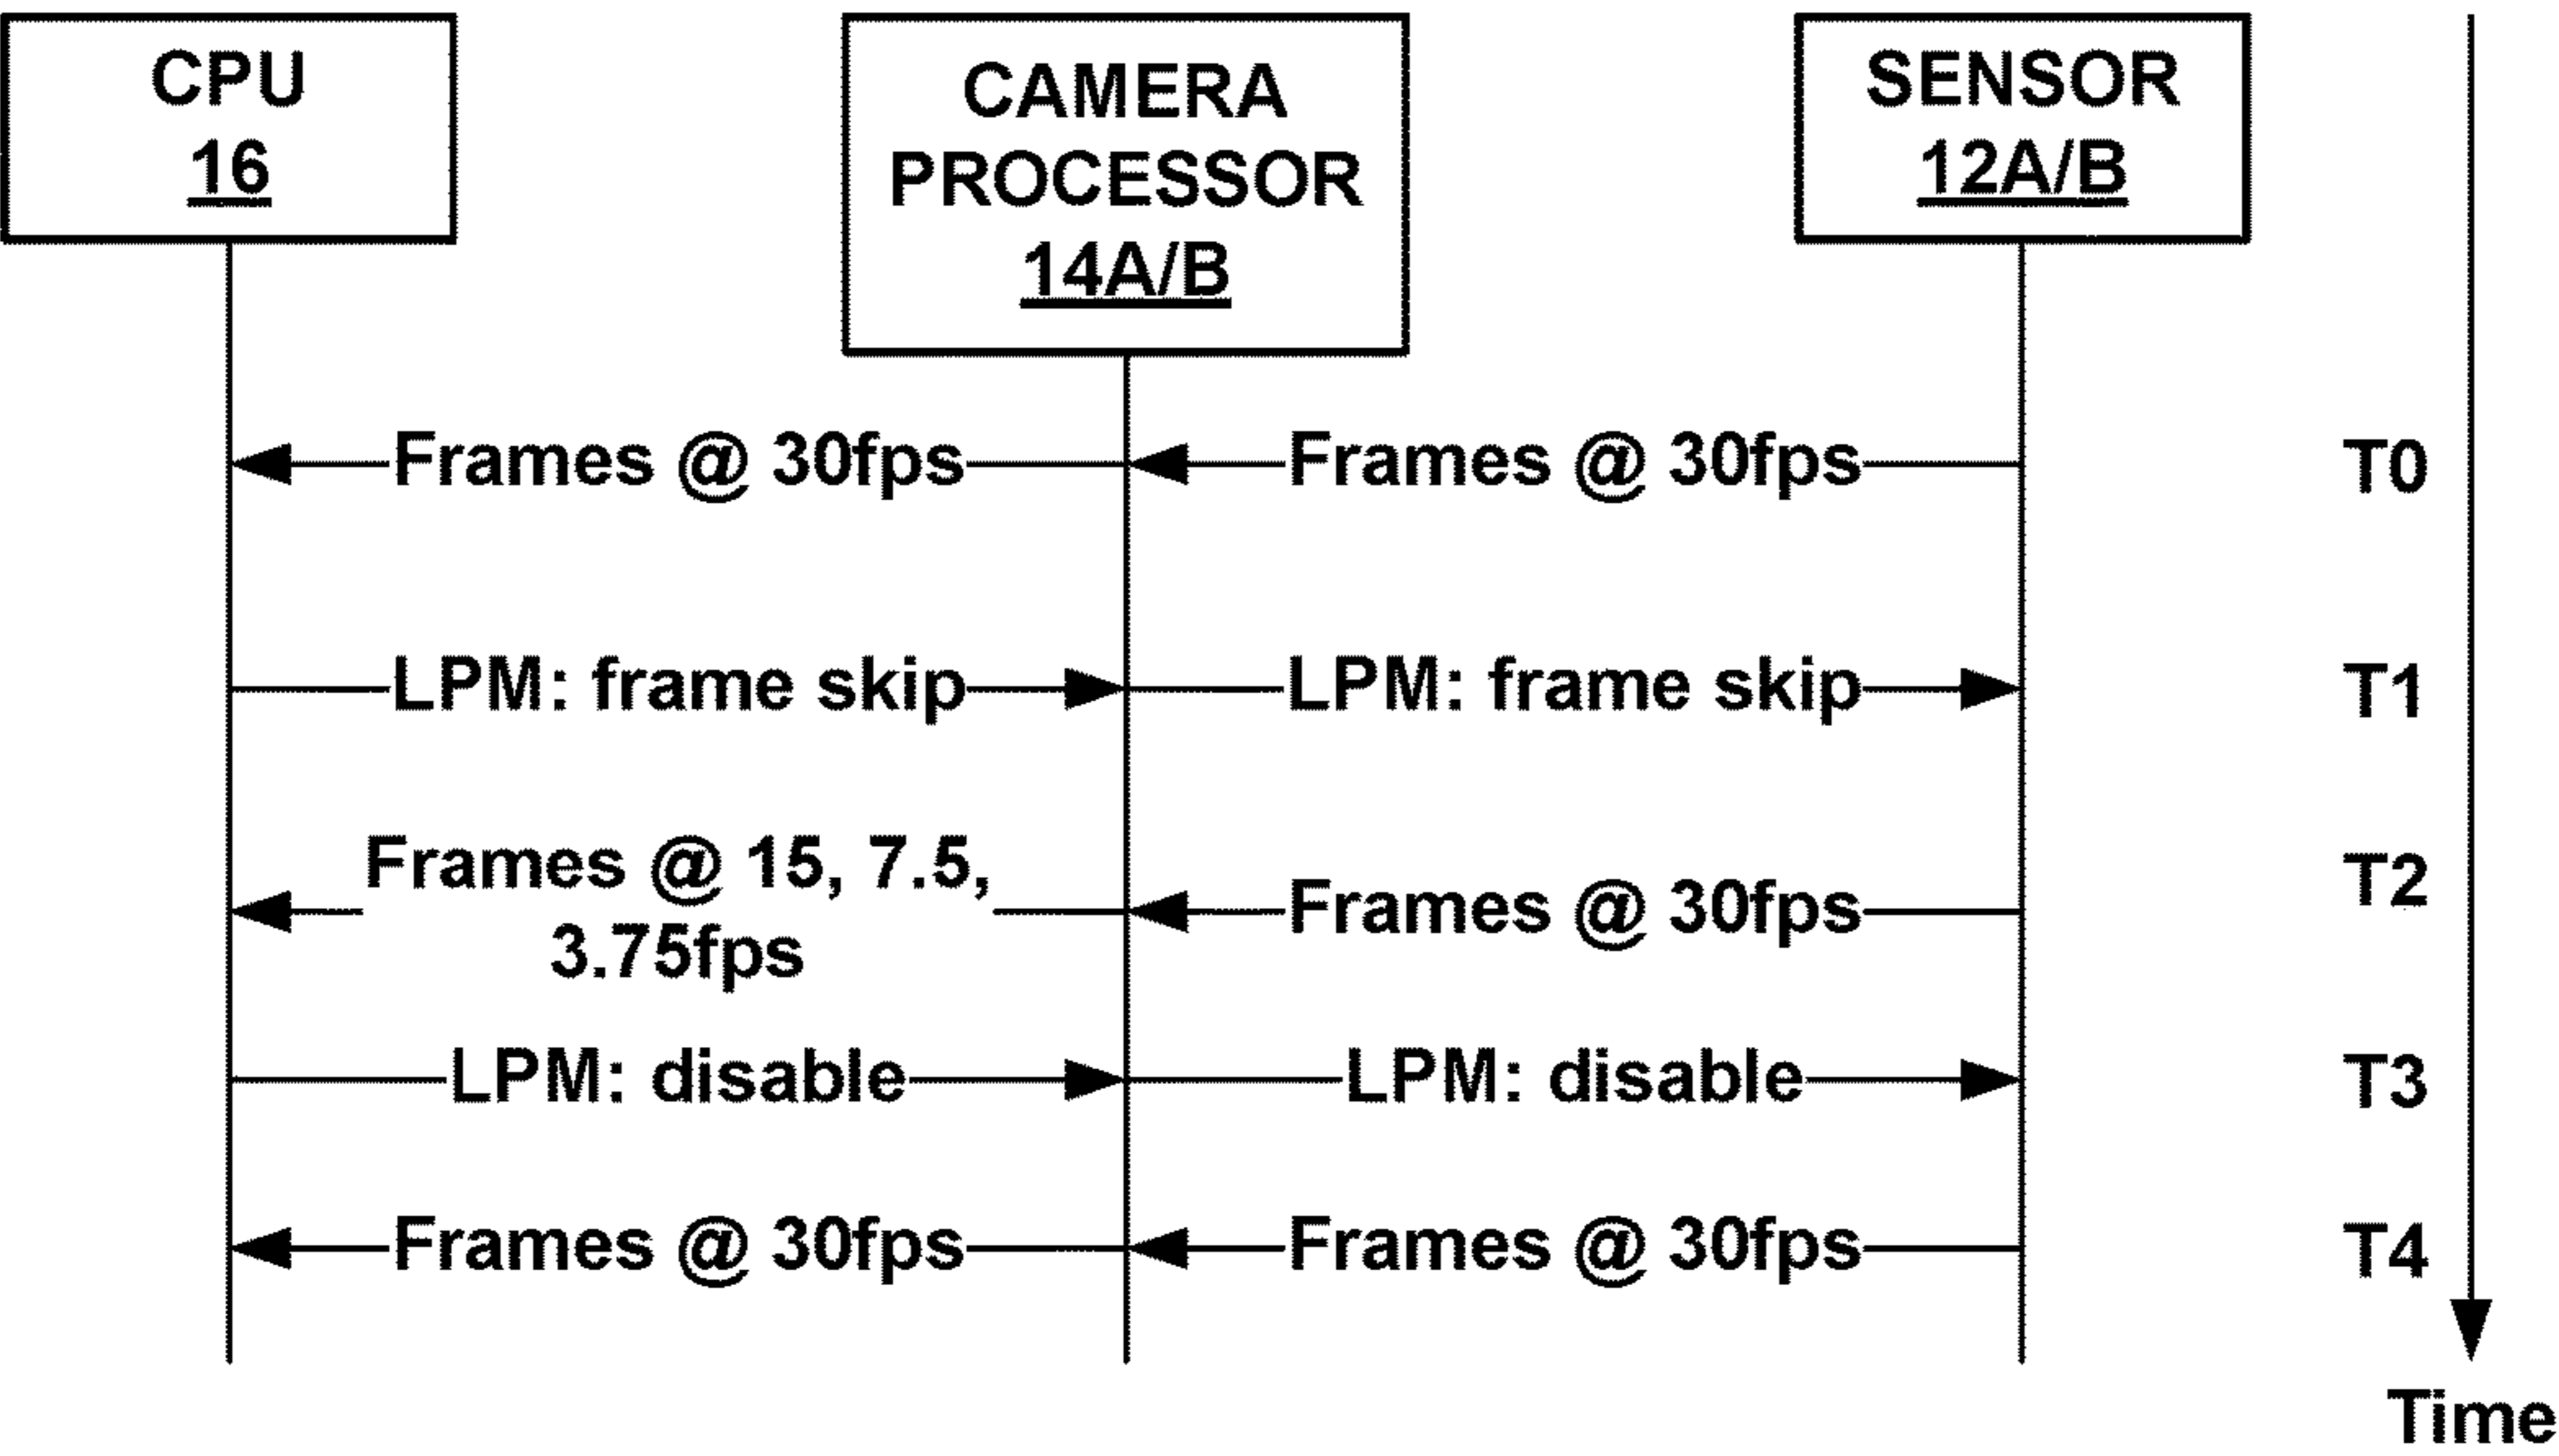 CPU
16
CAMERA
PROCESSOR
14A/B
SENSOR
12A/B
Frames @ 30fps
Frames @ 30fps
T0
LPM: frame skip
LPM: frame skip
T1
Frames @ 15, 7.5,
3.75fps
Frames @ 30fps
T2
LPM: disable
LPM: disable
T3
Frames @ 30fps
Frames @ 30fps
T4
Time